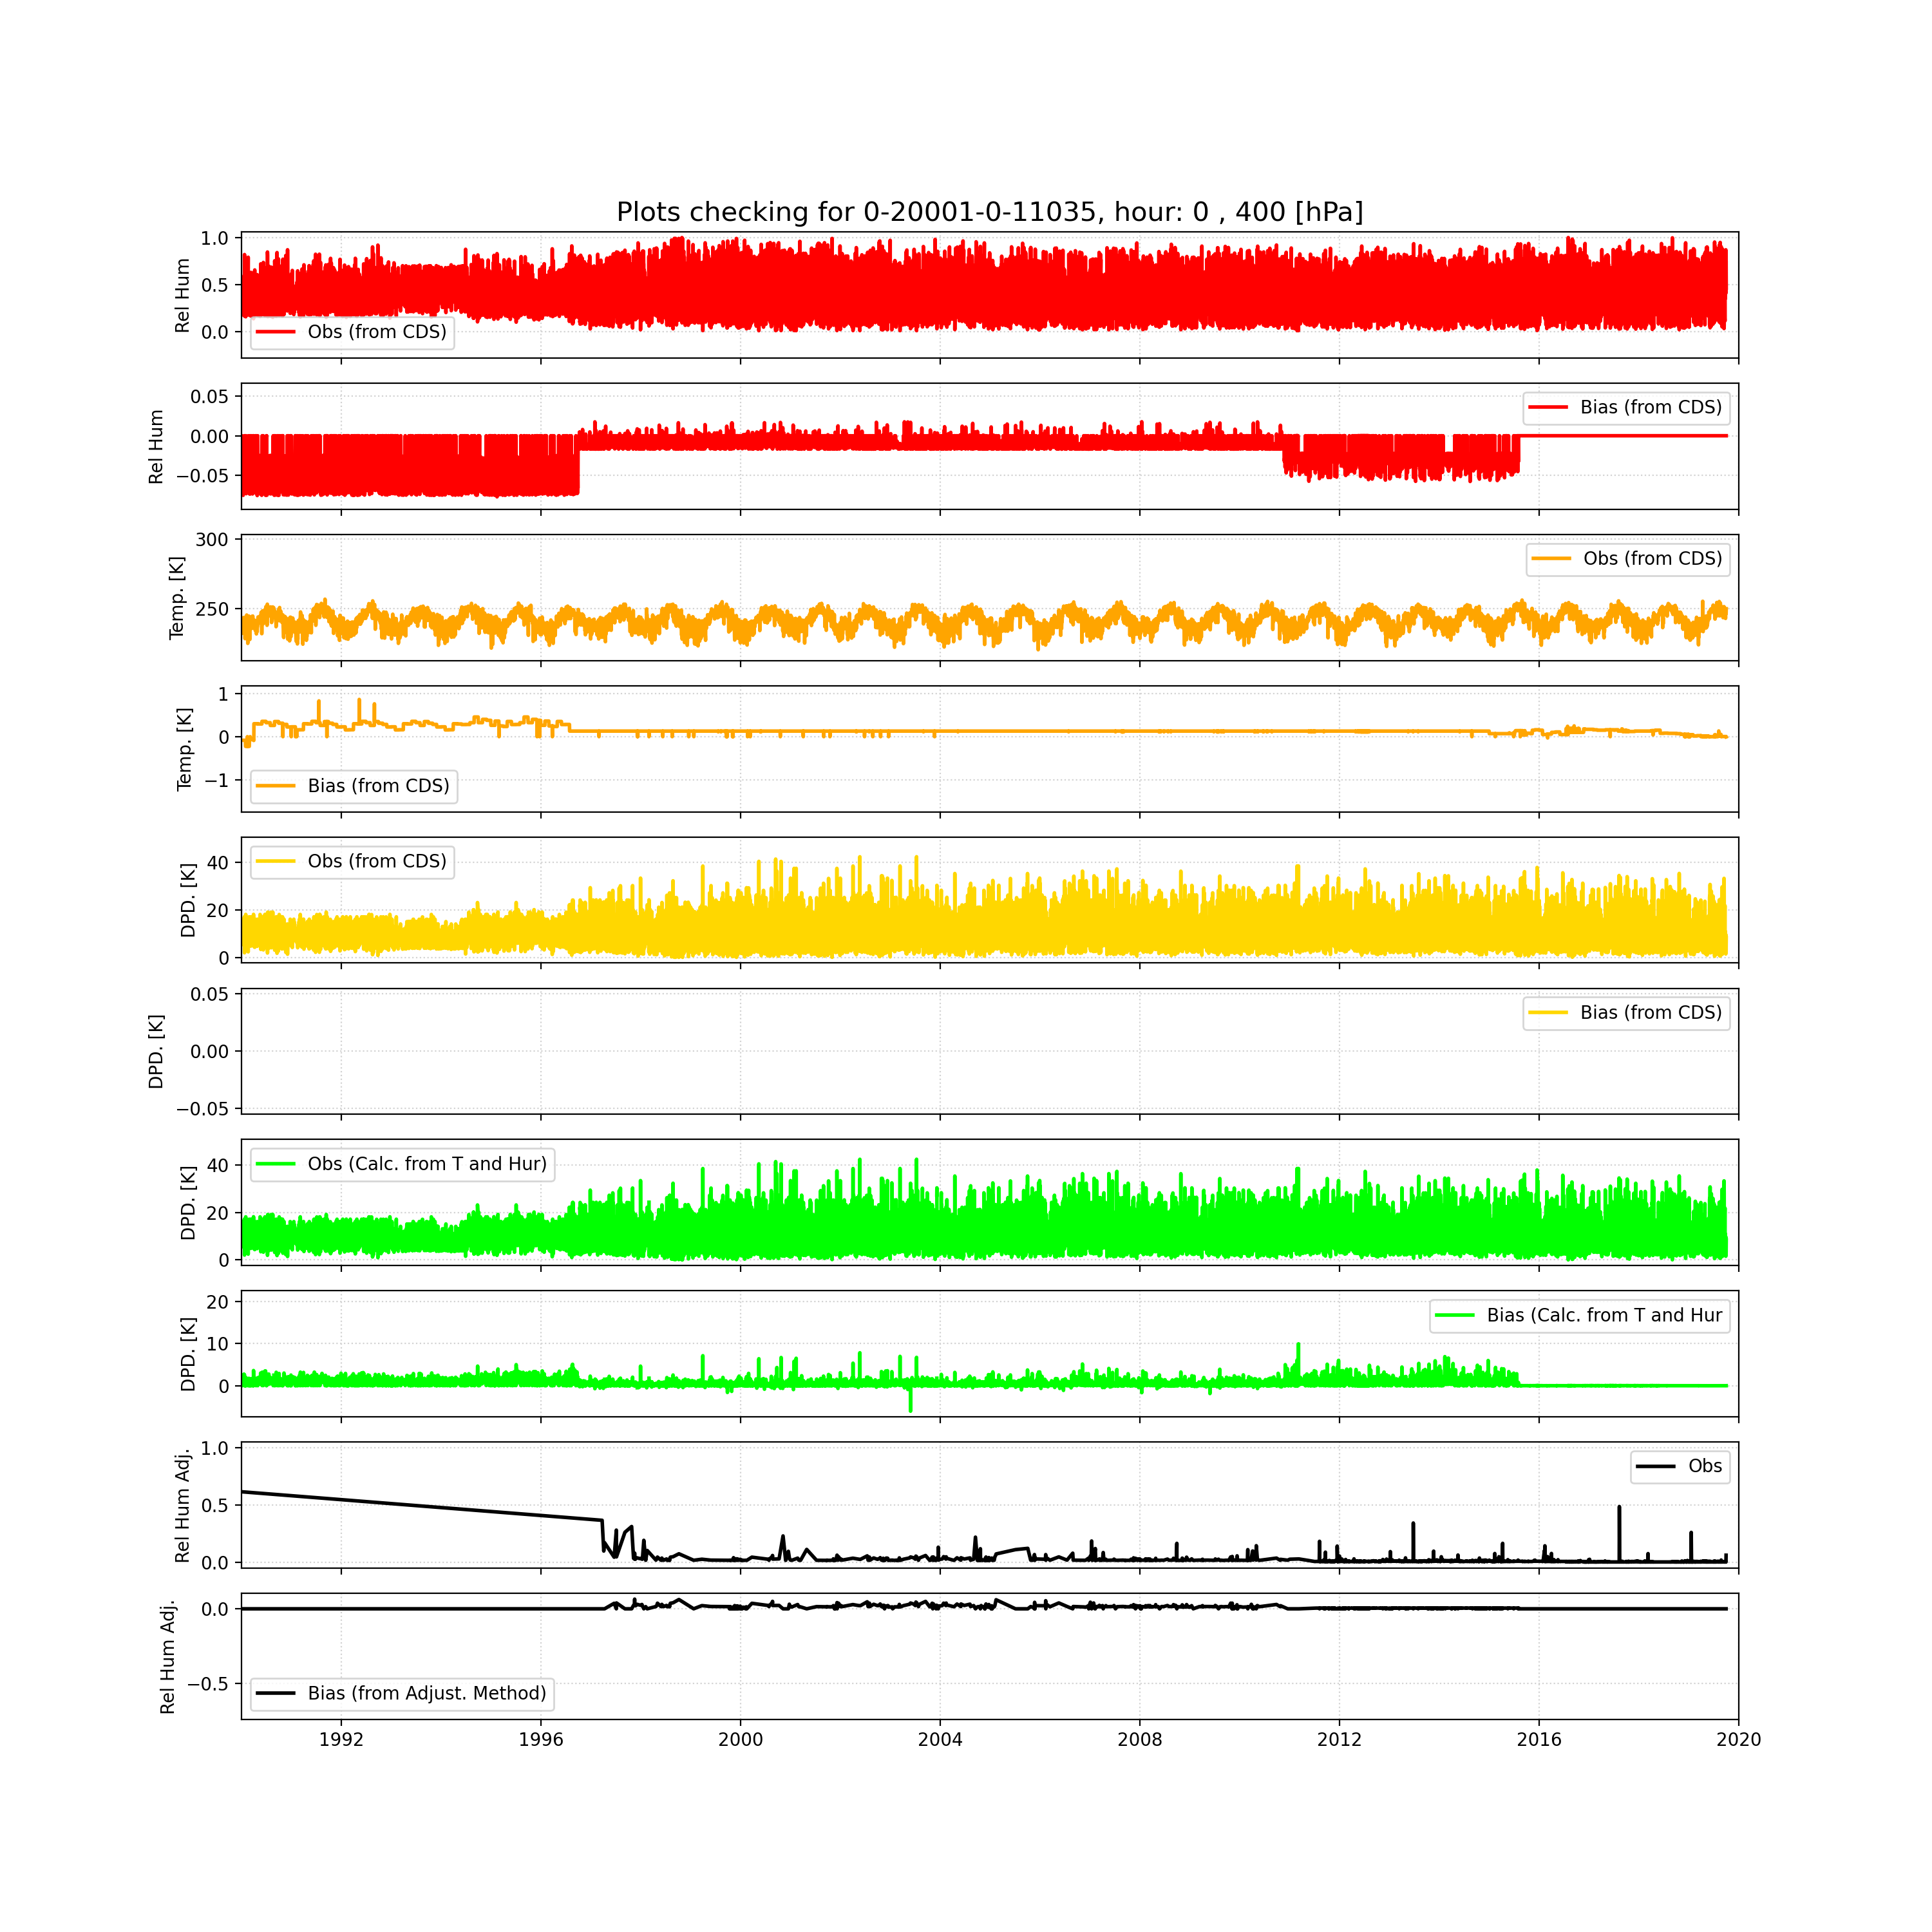 Plots checking for 0-20001-0-11035, hour: 0 , 400 [hPa]
1.0
0.5
0.0
Rel Hum
Obs (from CDS)
0.05
0.00
−0.05
Rel Hum
Bias (from CDS)
300
250
Temp. [K]
Obs (from CDS)
1
0
−1
Temp. [K]
Bias (from CDS)
40
20
0
DPD. [K]
Obs (from CDS)
0.05
0.00
−0.05
DPD. [K]
Bias (from CDS)
40
20
0
DPD. [K]
Obs (Calc. from T and Hur)
20
10
0
DPD. [K]
Bias (Calc. from T and Hur
1.0
0.5
0.0
Rel Hum Adj.
Obs
0.0
−0.5
Rel Hum Adj.
Bias (from Adjust. Method)
1992 1996 2000 2004 2008 2012 2016 2020